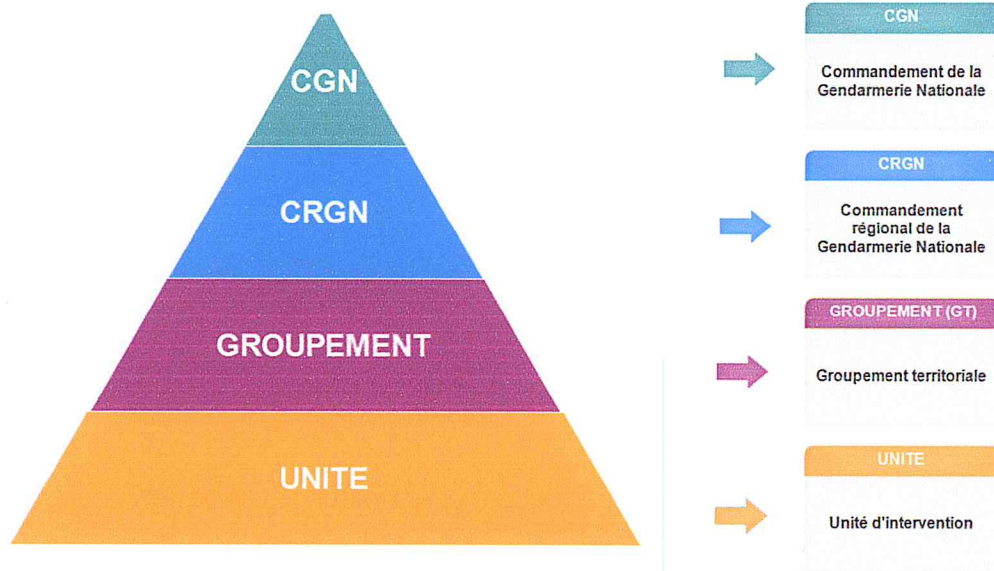 CGN
CRGN
GROUPEMENT
UNITE
CGN
Commandement de la
Gendarmerie Nationale
CRGN
Commandement
régional de la
Gendarmerie Nationale
GROUPEMENT (GT)
Groupement territoriale
UNITE
Unité d'intervention